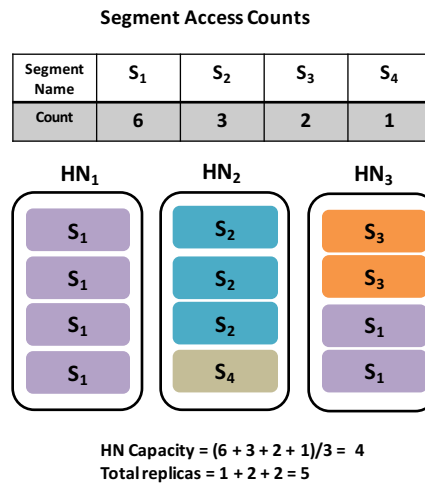 Segment Access Counts
Segment Name S₁ S₂ S₃ S₄
Count 6 3 2 1
HN₁ HN₂ HN₃
S₁ S₂ S₃
S₁ S₂ S₃
S₁ S₂ S₁
S₁ S₄ S₁
HN Capacity = (6 + 3 + 2 + 1)/3 = 4
Total replicas = 1 + 2 + 2 = 5